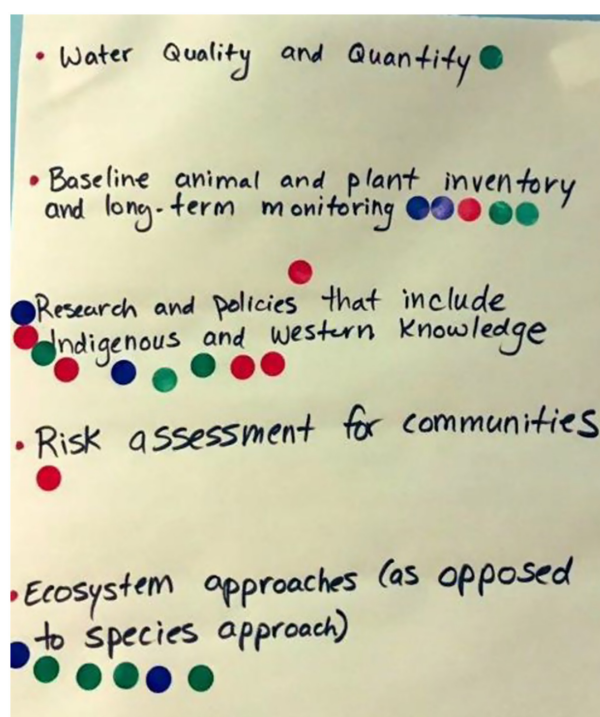 • Water Quality and Quantity
• Baseline animal and plant inventory
and long-term monitoring
Research and policies that include
Indigenous and Western Knowledge
• Risk assessment for communities
• Ecosystem approaches (as opposed
to species approach)